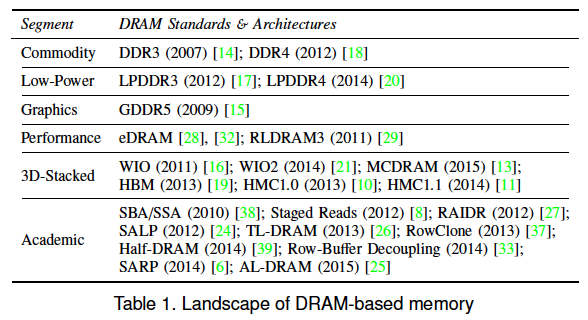 Segment DRAM Standards & Architectures
Commodity DDR3 (2007) [14]; DDR4 (2012) [18]
Low-Power LPDDR3 (2012) [17]; LPDDR4 (2014) [20]
Graphics GDDR5 (2009) [15]
Performance eDRAM [28], [32]; RLDRAM3 (2011) [29]
3D-Stacked WIO (2011) [16]; WIO2 (2014) [21]; MCDRAM (2015) [13];
HBM (2013) [19]; HMC1.0 (2013) [10]; HMC1.1 (2014) [11]
Academic SBA/SSA (2010) [38]; Staged Reads (2012) [8]; RAIDR (2012) [27];
SALP (2012) [24]; TL-DRAM (2013) [26]; RowClone (2013) [37];
Half-DRAM (2014) [39]; Row-Buffer Decoupling (2014) [33];
SARP (2014) [6]; AL-DRAM (2015) [25]
Table 1. Landscape of DRAM-based memory